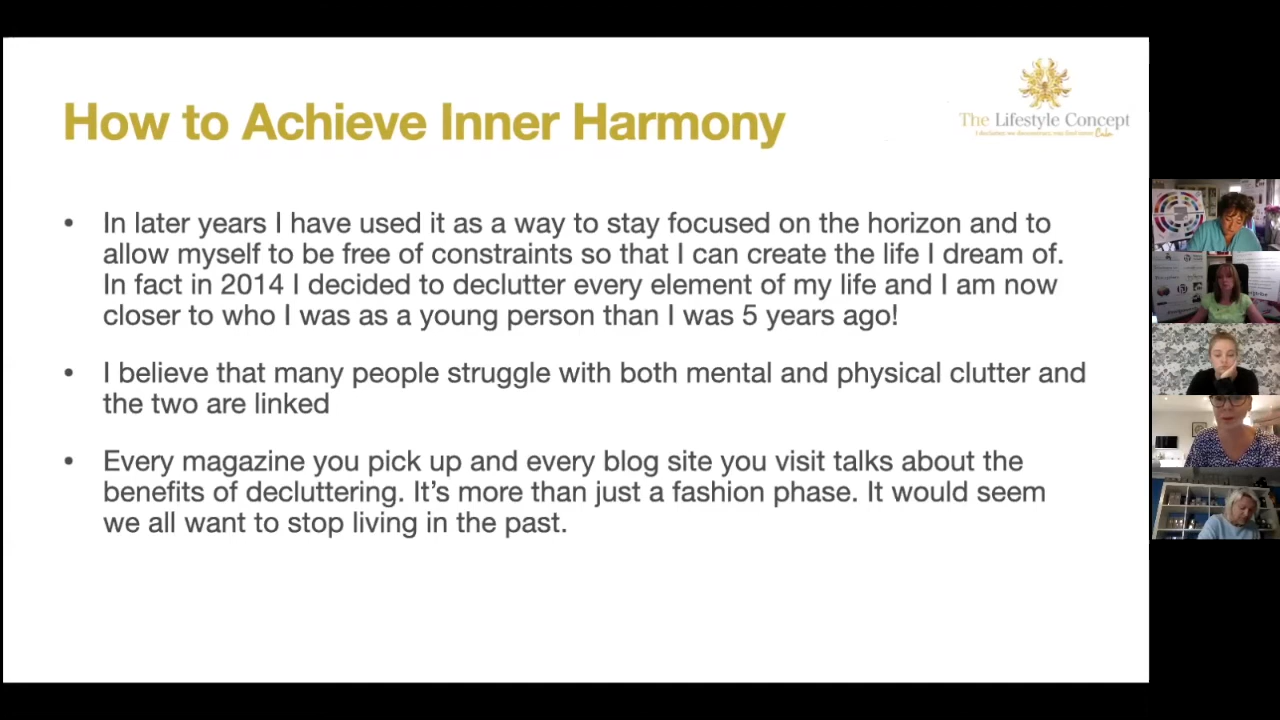 How to Achieve Inner Harmony
The Lifestyle Concept
• In later years I have used it as a way to stay focused on the horizon and to
allow myself to be free of constraints so that I can create the life I dream of.
In fact in 2014 I decided to declutter every element of my life and I am now
closer to who I was as a young person than I was 5 years ago!
• I believe that many people struggle with both mental and physical clutter and
the two are linked
• Every magazine you pick up and every blog site you visit talks about the
benefits of decluttering. It’s more than just a fashion phase. It would seem
we all want to stop living in the past.